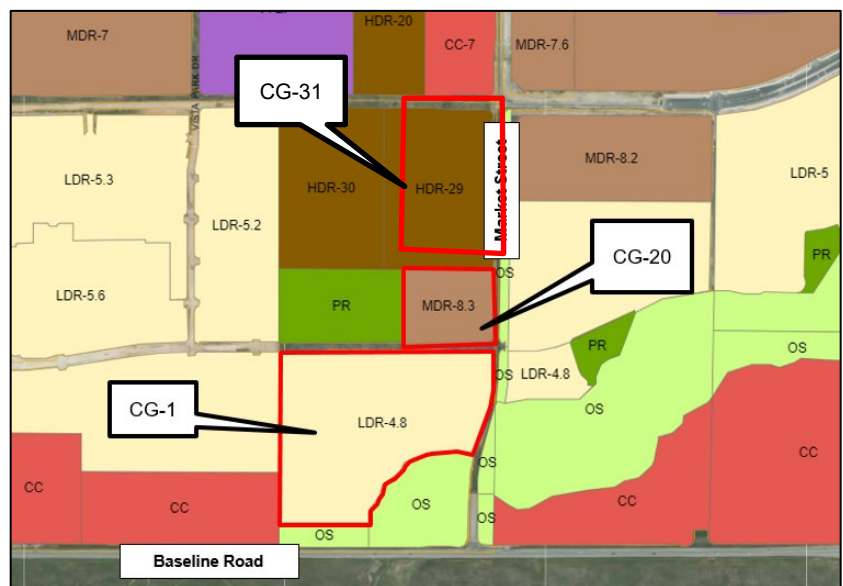 HDR-20
MDR-7
CC-7
MDR-7.6
CG-31
VISTA PARK DR
Market Street
MDR-8.2
LDR-5.3
LDR-5
HDR-30
HDR-29
LDR-5.2
CG-20
PR
OS
LDR-5.6
PR
MDR-8.3
PR
OS
OS
LDR-4.8
CG-1
LDR-4.8
OS
CC
OS
CC
CC
CC
OS
OS
OS
Baseline Road